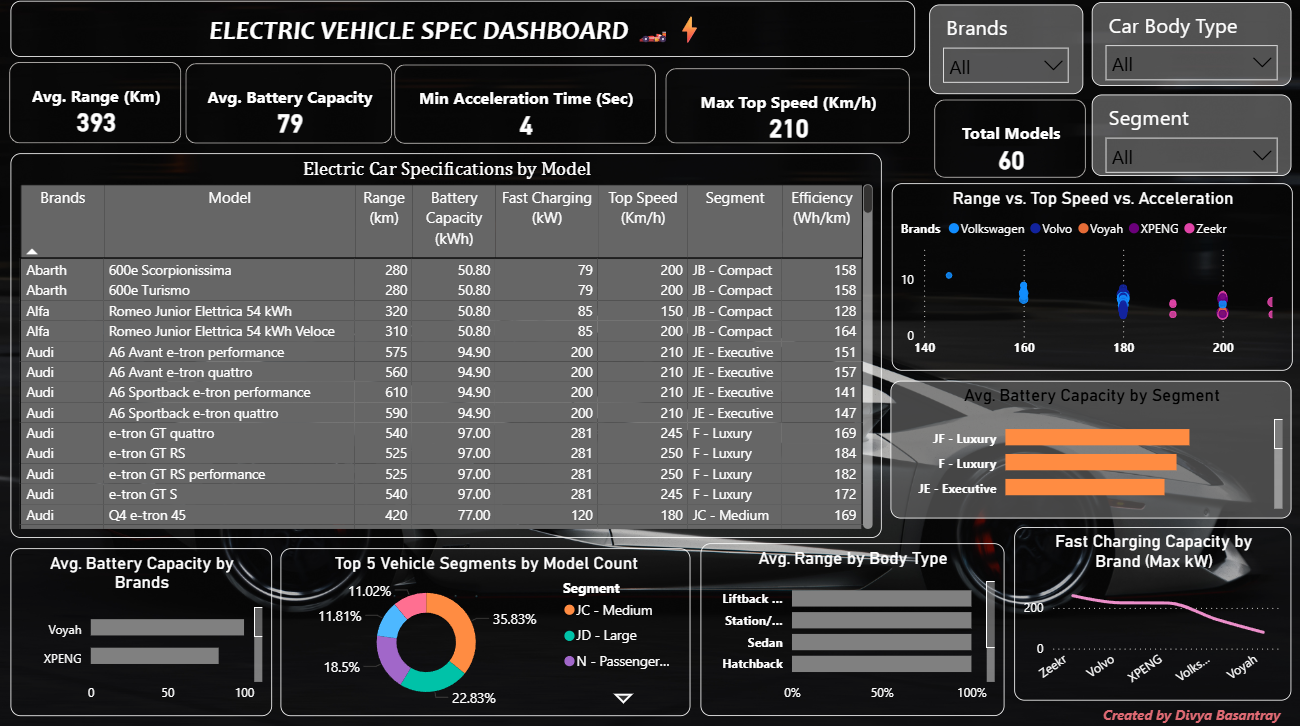 ELECTRIC VEHICLE SPEC DASHBOARD
Brands
All
Car Body Type
All
Avg. Range (Km)
393
Avg. Battery Capacity
79
Min Acceleration Time (Sec)
4
Max Top Speed (Km/h)
210
Total Models
60
Segment
All
Electric Car Specifications by Model
Brands Model Range (km) Battery Capacity (kWh) Fast Charging (kW) Top Speed (Km/h) Segment Efficiency (Wh/km)
Abarth 600e Scorpionissima 280 50.80 79 200 JB - Compact 158
Abarth 600e Turismo 280 50.80 79 200 JB - Compact 158
Alfa Romeo Junior Elettrica 54 kWh 320 50.80 85 150 JB - Compact 128
Alfa Romeo Junior Elettrica 54 kWh Veloce 310 50.80 85 200 JB - Compact 164
Audi A6 Avant e-tron performance 575 94.90 200 210 JE - Executive 151
Audi A6 Avant e-tron quattro 560 94.90 200 210 JE - Executive 157
Audi A6 Sportback e-tron performance 610 94.90 200 210 JE - Executive 141
Audi A6 Sportback e-tron quattro 590 94.90 200 210 JE - Executive 147
Audi e-tron GT quattro 540 97.00 281 245 F - Luxury 169
Audi e-tron GT RS 525 97.00 281 250 F - Luxury 184
Audi e-tron GT RS performance 525 97.00 281 250 F - Luxury 182
Audi e-tron GT S 540 97.00 281 245 F - Luxury 172
Audi Q4 e-tron 45 420 77.00 120 180 JC - Medium 169
Range vs. Top Speed vs. Acceleration
Brands Volkswagen Volvo Voyah XPENG Zeekr
10
0
140 160 180 200
Avg. Battery Capacity by Segment
JF - Luxury
F - Luxury
JE - Executive
Avg. Battery Capacity by
Brands
Voyah
XPENG
0 50 100
Top 5 Vehicle Segments by Model Count
11.02%
11.81%
18.5%
35.83%
22.83%
Segment
JC - Medium
JD - Large
N - Passenger...
Avg. Range by Body Type
Liftback ...
Station/...
Sedan
Hatchback
0% 50% 100%
Fast Charging Capacity by
Brand (Max kW)
200
0
Zeekr Volvo XPENG Volks... Voyah
Created by Divya Basantray